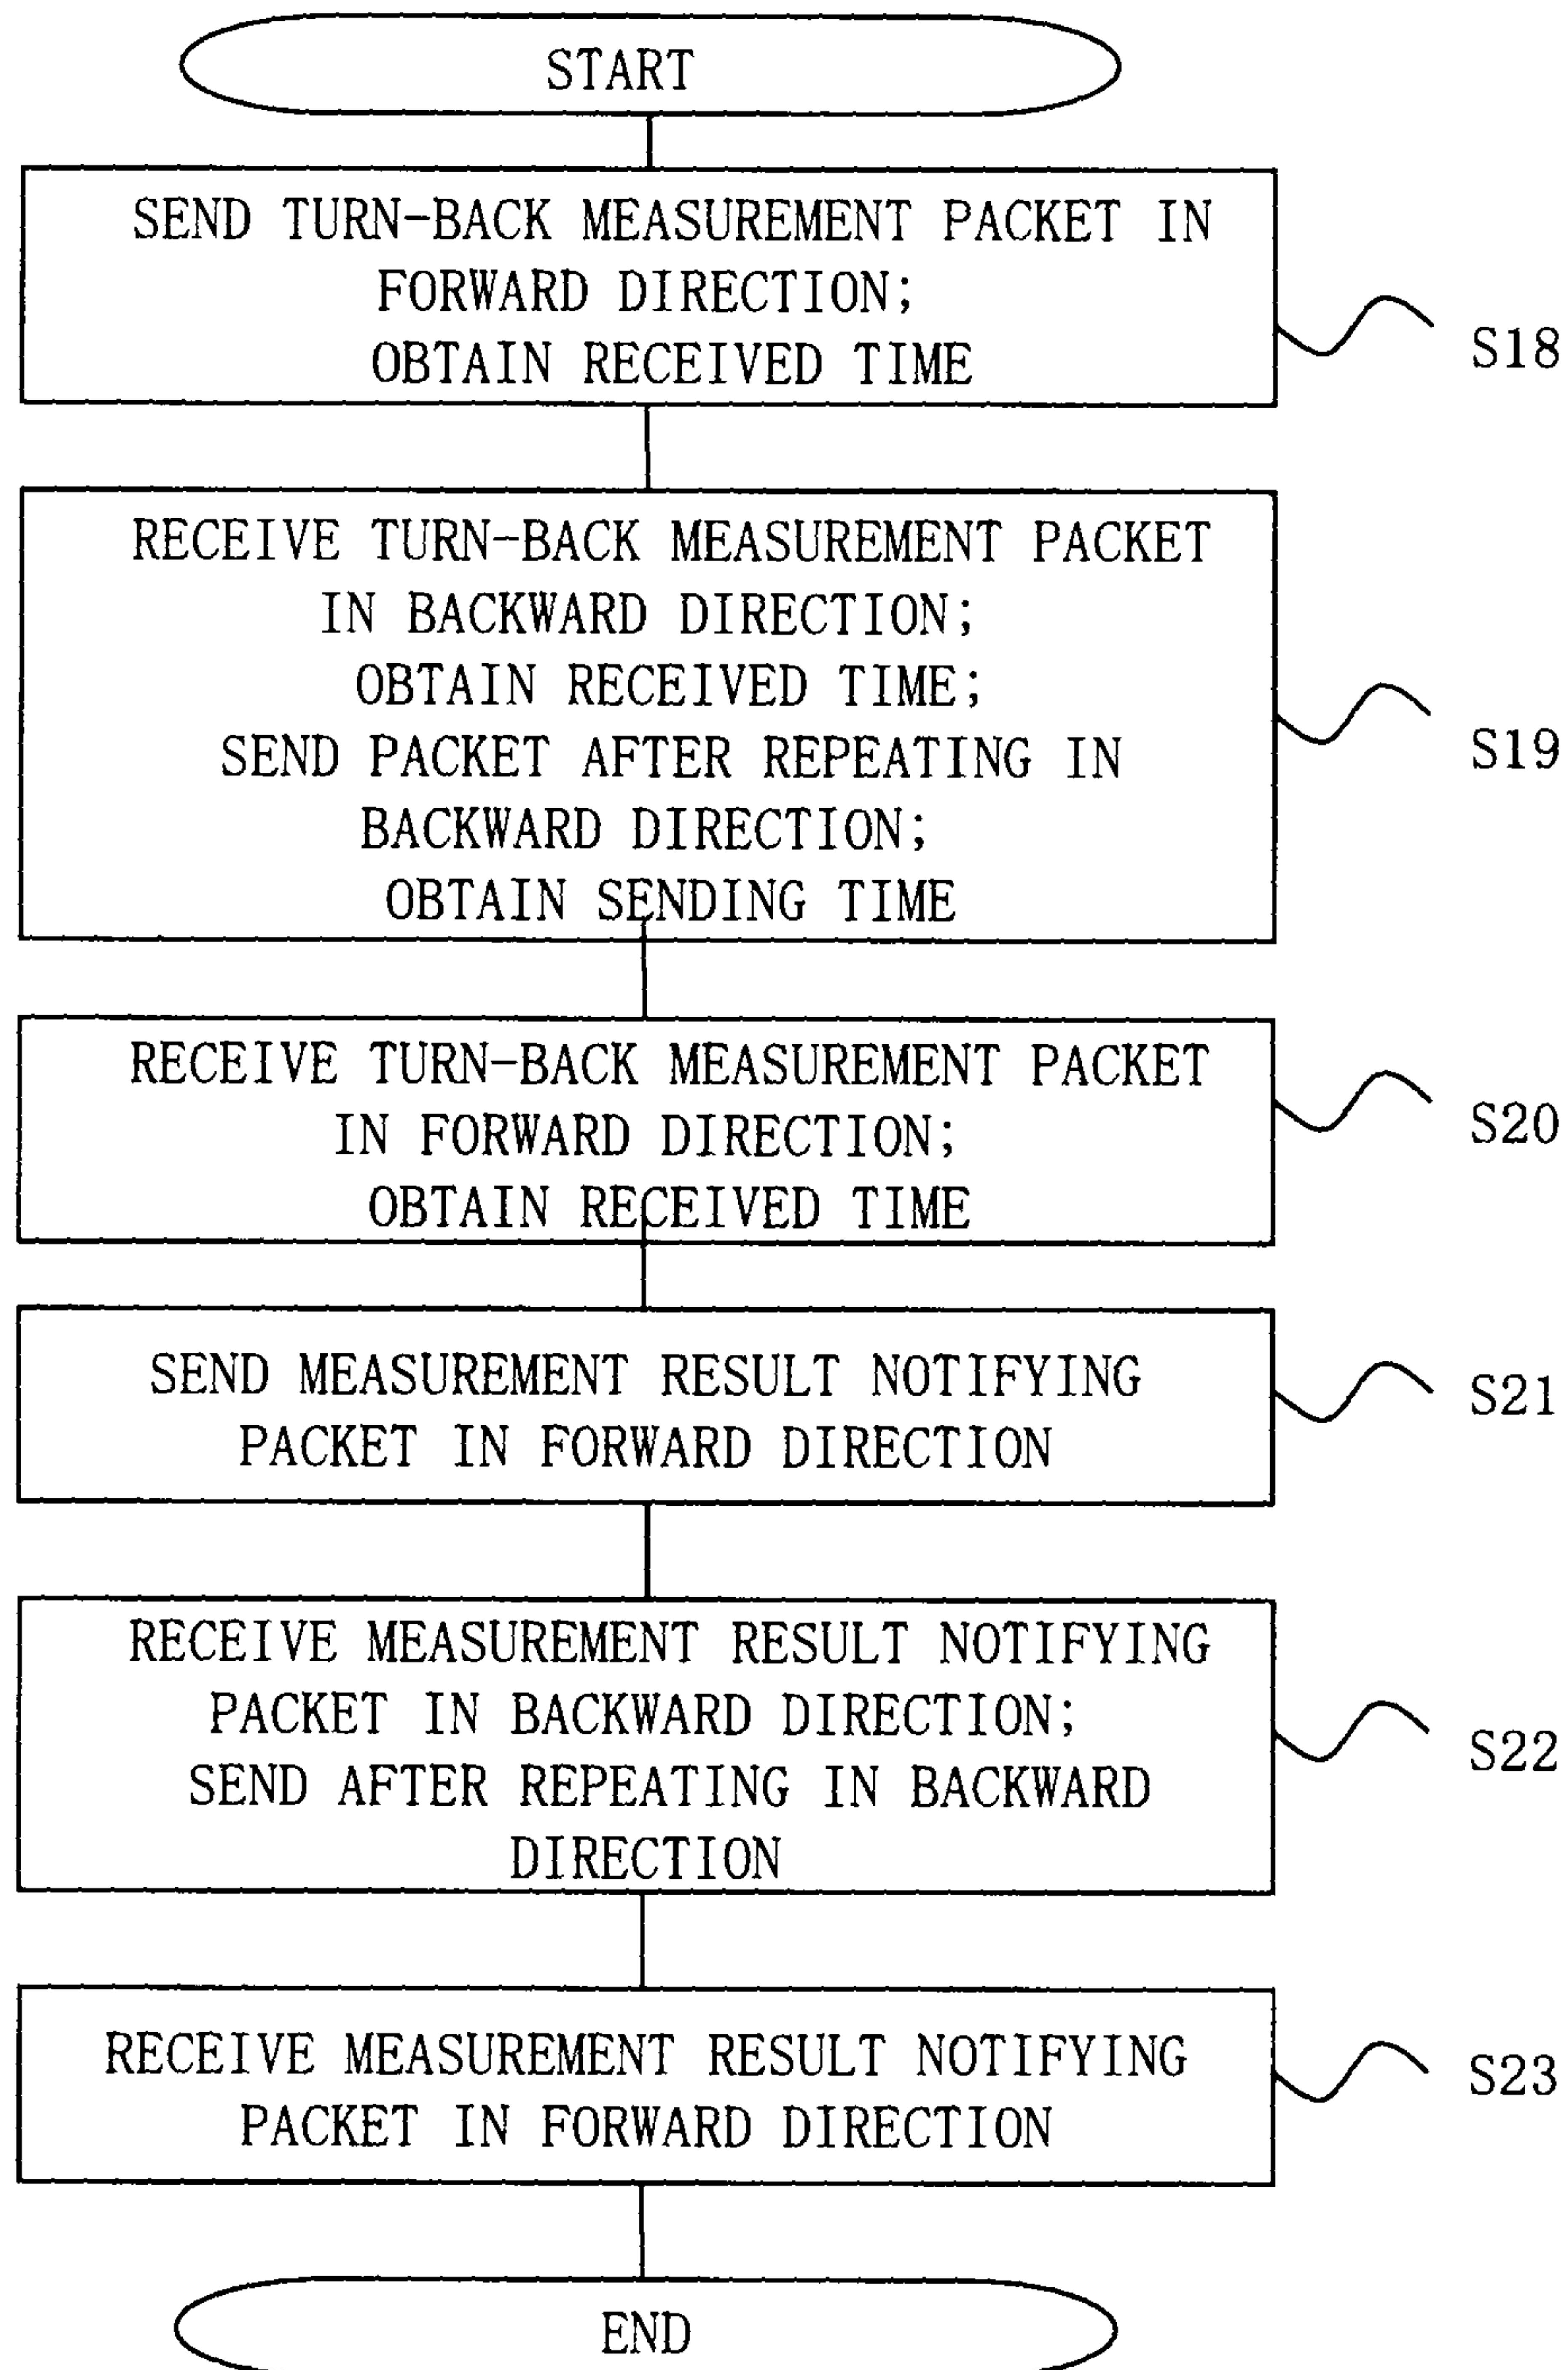 START
SEND TURN-BACK MEASUREMENT PACKET IN
FORWARD DIRECTION;
OBTAIN RECEIVED TIME
S18
RECEIVE TURN-BACK MEASUREMENT PACKET
IN BACKWARD DIRECTION;
OBTAIN RECEIVED TIME;
SEND PACKET AFTER REPEATING IN
BACKWARD DIRECTION;
OBTAIN SENDING TIME
S19
RECEIVE TURN-BACK MEASUREMENT PACKET
IN FORWARD DIRECTION;
OBTAIN RECEIVED TIME
S20
SEND MEASUREMENT RESULT NOTIFYING
PACKET IN FORWARD DIRECTION
S21
RECEIVE MEASUREMENT RESULT NOTIFYING
PACKET IN BACKWARD DIRECTION;
SEND AFTER REPEATING IN BACKWARD
DIRECTION
S22
RECEIVE MEASUREMENT RESULT NOTIFYING
PACKET IN FORWARD DIRECTION
S23
END